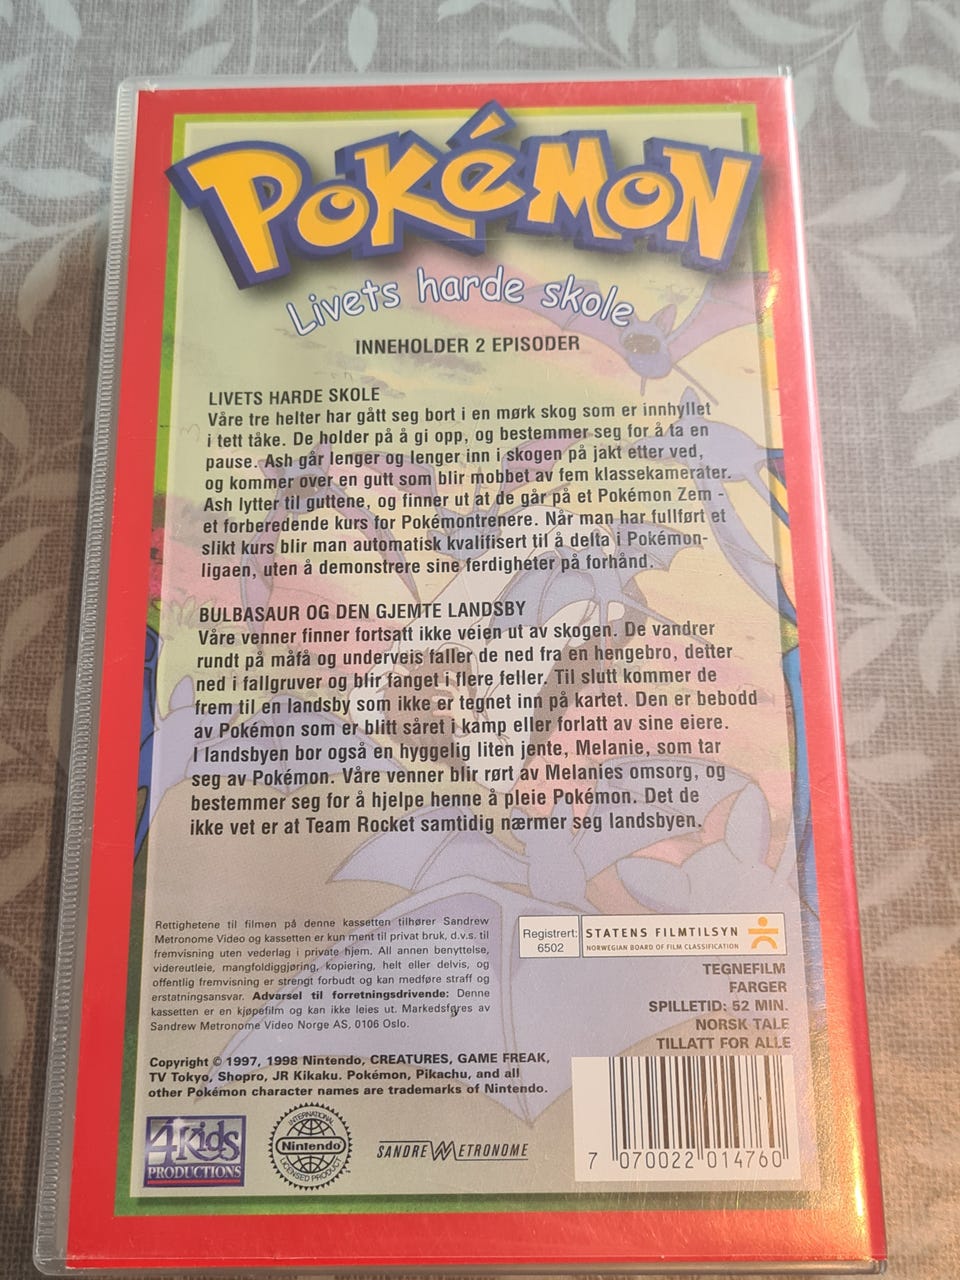 POKéMON
Livets harde skole
INNEHOLDER 2 EPISODER
LIVETS HARDE SKOLE
Våre tre helter har gått seg bort i en mørk skog som er innhyllet
i tett tåke. De holder på å gi opp, og bestemmer seg for å ta en
pause. Ash går lenger og lenger inn i skogen på jakt etter ved,
og kommer over en gutt som blir mobbet av fem klassekamerater.
Ash lytter til guttene, og finner ut at de går på et Pokémon Zem -
et forberedende kurs for Pokémontrenere. Når man har fullført et
slikt kurs blir man automatisk kvalifisert til å delta i Pokémon-
ligaen, uten å demonstrere sine ferdigheter på forhånd.
BULBASAUR OG DEN GJEMTE LANDSBY
Våre venner finner fortsatt ikke veien ut av skogen. De vandrer
rundt på måfå og underveis faller de ned fra en hengebro, detter
ned i fallgruver og blir fanget i flere feller. Til slutt kommer de
frem til en landsby som ikke er tegnet inn på kartet. Den er bebodd
av Pokémon som er blitt såret i kamp eller forlatt av sine eiere.
I landsbyen bor også en hyggelig liten jente, Melanie, som tar
seg av Pokémon. Våre venner blir rørt av Melanies omsorg, og
bestemmer seg for å hjelpe henne å pleie Pokémon. Det de
ikke vet er at Team Rocket samtidig nærmer seg landsbyen.
Rettighetene til filmen på denne kassetten tilhører Sandrew
Metronome Video og kassetten er kun ment til privat bruk, d.v.s. til
fremvisning uten vederlag i private hjem. All annen benyttelse,
videreutleie, mangfoldiggjøring, kopiering, helt eller delvis, og
offentlig fremvisning er strengt forbudt og kan medføre straff og
erstatningsansvar. Advarsel til forretningsdrivende: Denne
kassetten er en kjøpefilm og kan ikke leies ut. Markedsføres av
Sandrew Metronome Video Norge AS, 0106 Oslo.
Registrert:
6502
STATENS FILMTILSYN
NORWEGIAN BOARD OF FILM CLASSIFICATION
TEGNEFILM
FARGER
SPILLETID: 52 MIN.
NORSK TALE
TILLATT FOR ALLE
Copyright © 1997, 1998 Nintendo, CREATURES, GAME FREAK,
TV Tokyo, Shopro, JR Kikaku. Pokémon, Pikachu, and all
other Pokémon character names are trademarks of Nintendo.
4Kids
PRODUCTIONS
INTERNATIONAL
Nintendo
LICENSED PRODUCT
SANDREW METRONOME
7 070022 014760